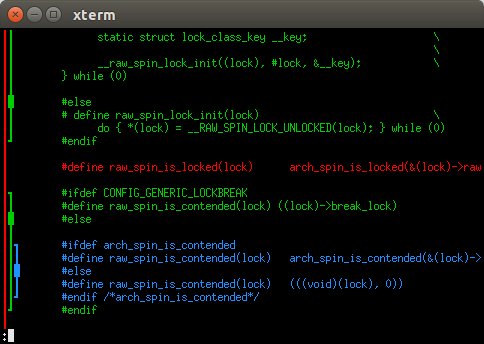 xterm
static struct lock_class_key __key; \
\
__raw_spin_lock_init((lock), #lock, &__key); \
} while (0)
#else
# define raw_spin_lock_init(lock) \
do { *(lock) = __RAW_SPIN_LOCK_UNLOCKED(lock); } while (0)
#endif
#define raw_spin_is_locked(lock) arch_spin_is_locked(&(lock)->raw
#ifdef CONFIG_GENERIC_LOCKBREAK
#define raw_spin_is_contended(lock) ((lock)->break_lock)
#else
#ifdef arch_spin_is_contended
#define raw_spin_is_contended(lock) arch_spin_is_contended(&(lock)->
#else
#define raw_spin_is_contended(lock) (((void)(lock), 0))
#endif /*arch_spin_is_contended*/
#endif
: